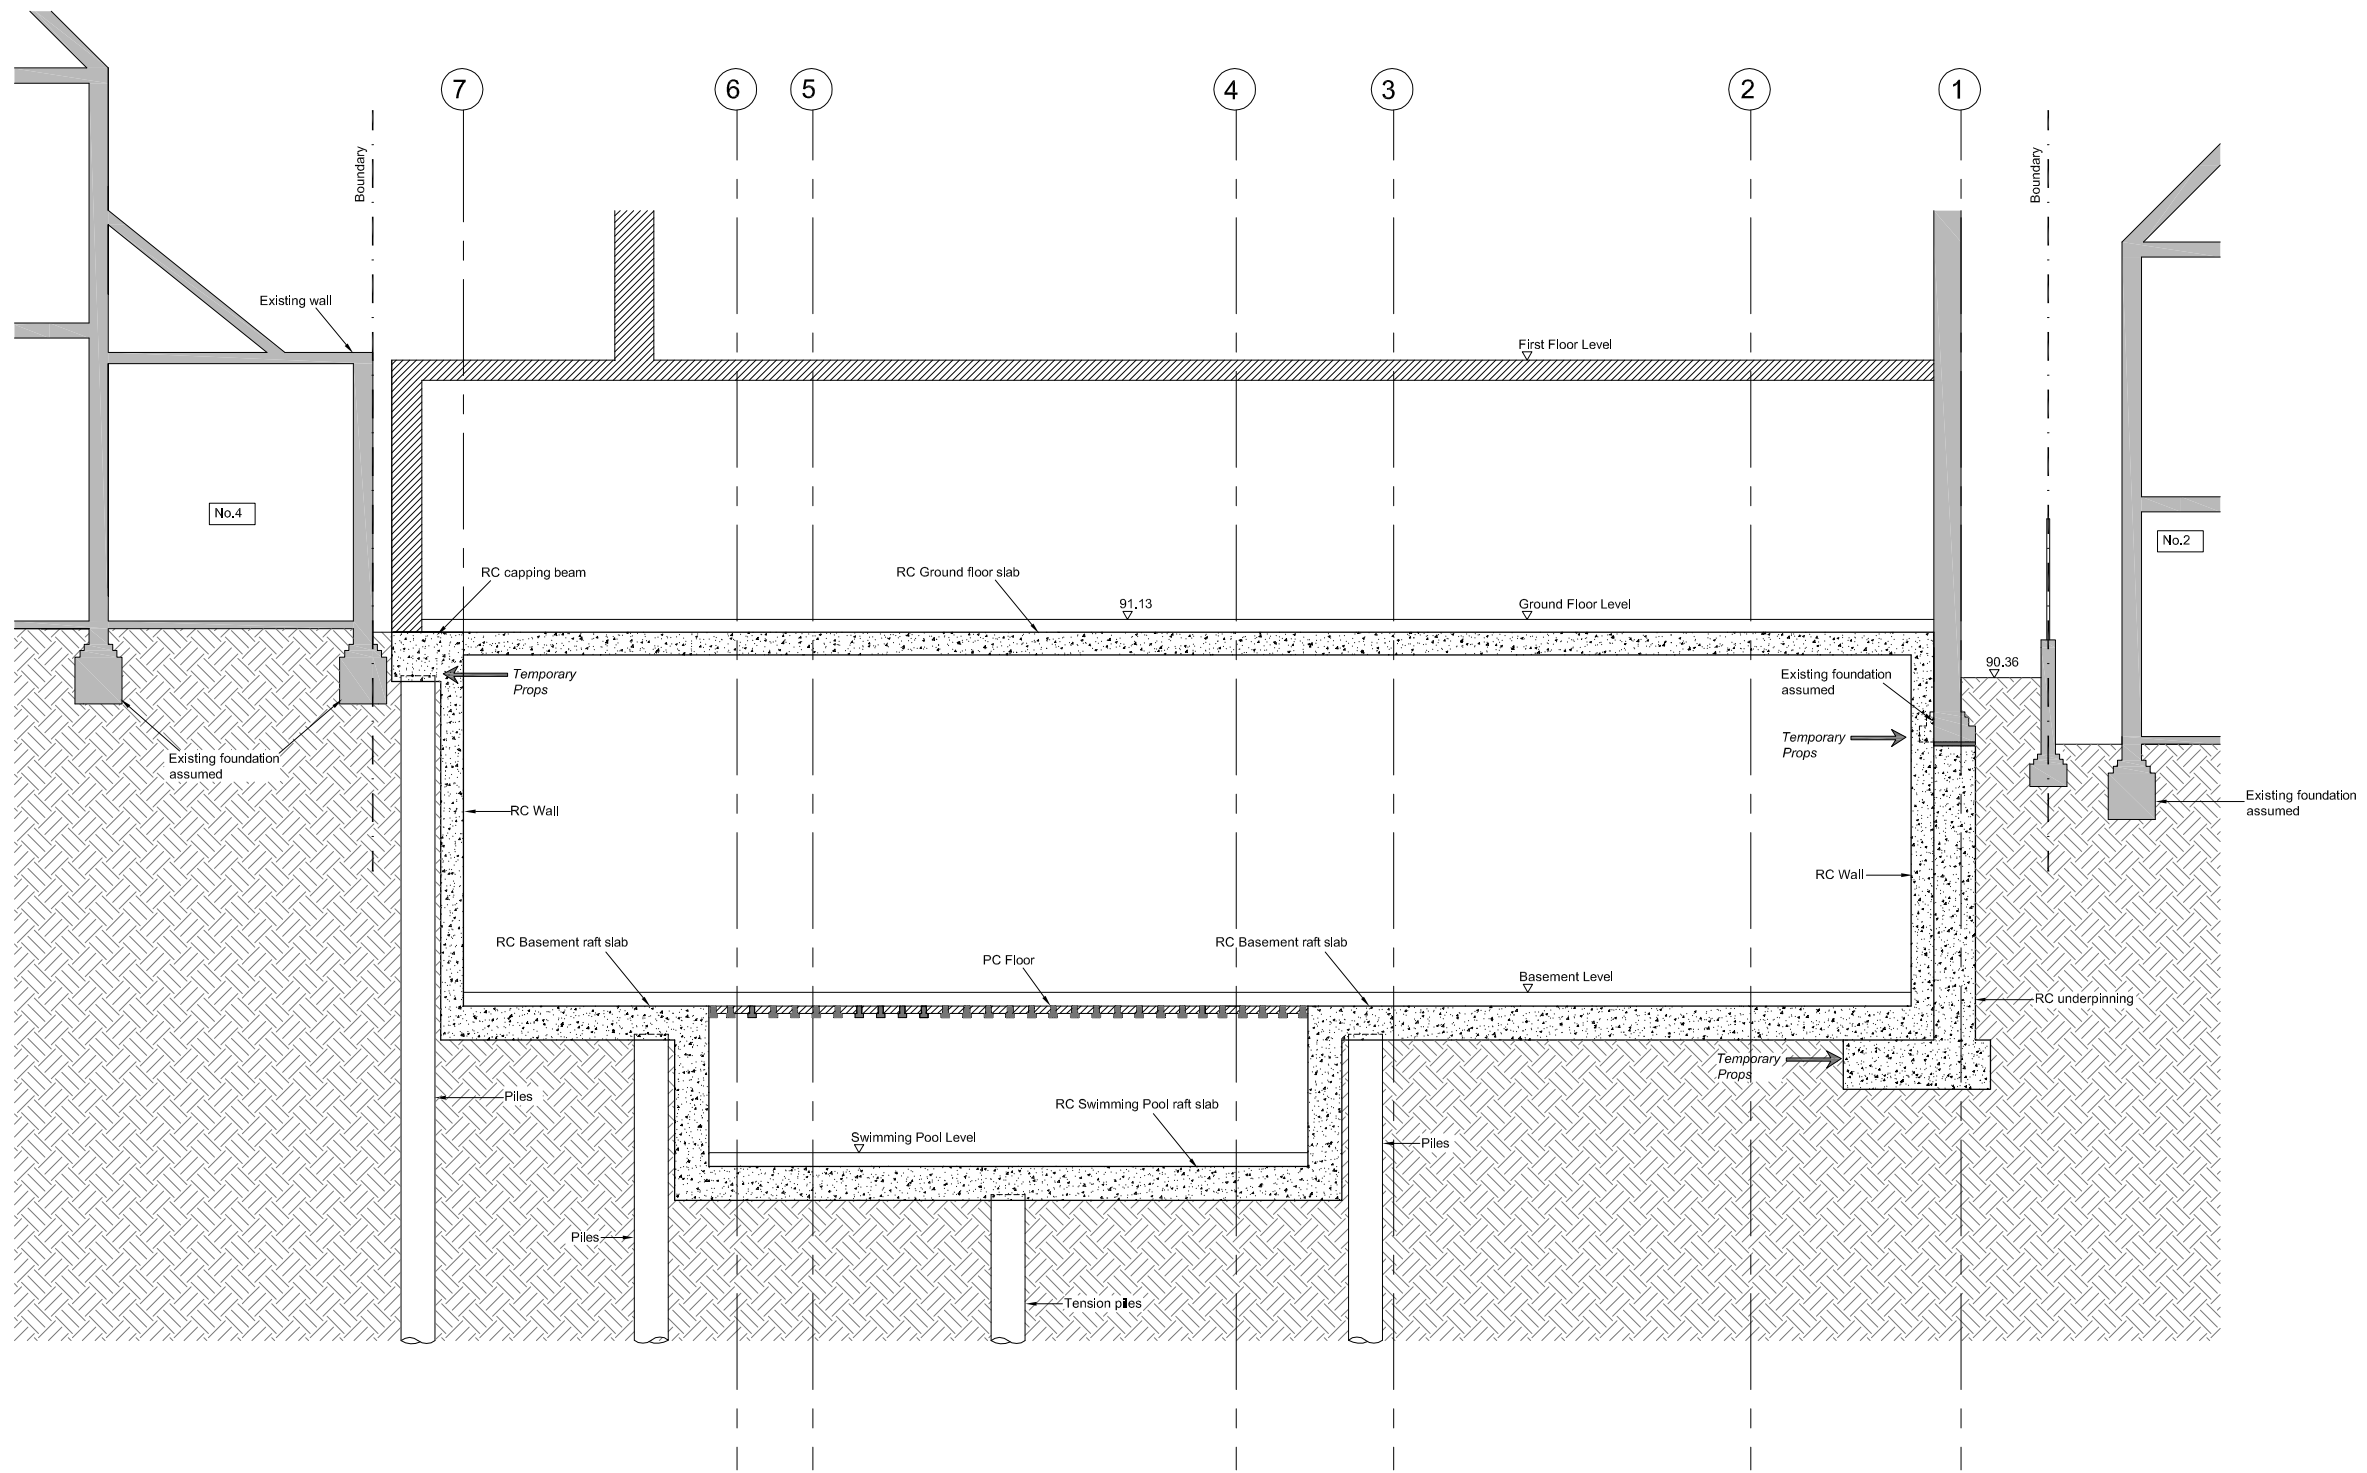 7
6
5
4
3
2
1
Boundary
Boundary
Existing wall
First Floor Level
No.4
No.2
RC capping beam
RC Ground floor slab
91.13
Ground Floor Level
Temporary
Props
90.36
Existing foundation
assumed
Temporary
Props
Existing foundation
assumed
Existing foundation
assumed
RC Wall
RC Wall
RC Basement raft slab
PC Floor
RC Basement raft slab
Basement Level
RC underpinning
Temporary
Props
Piles
RC Swimming Pool raft slab
Swimming Pool Level
Piles
Piles
Tension piles